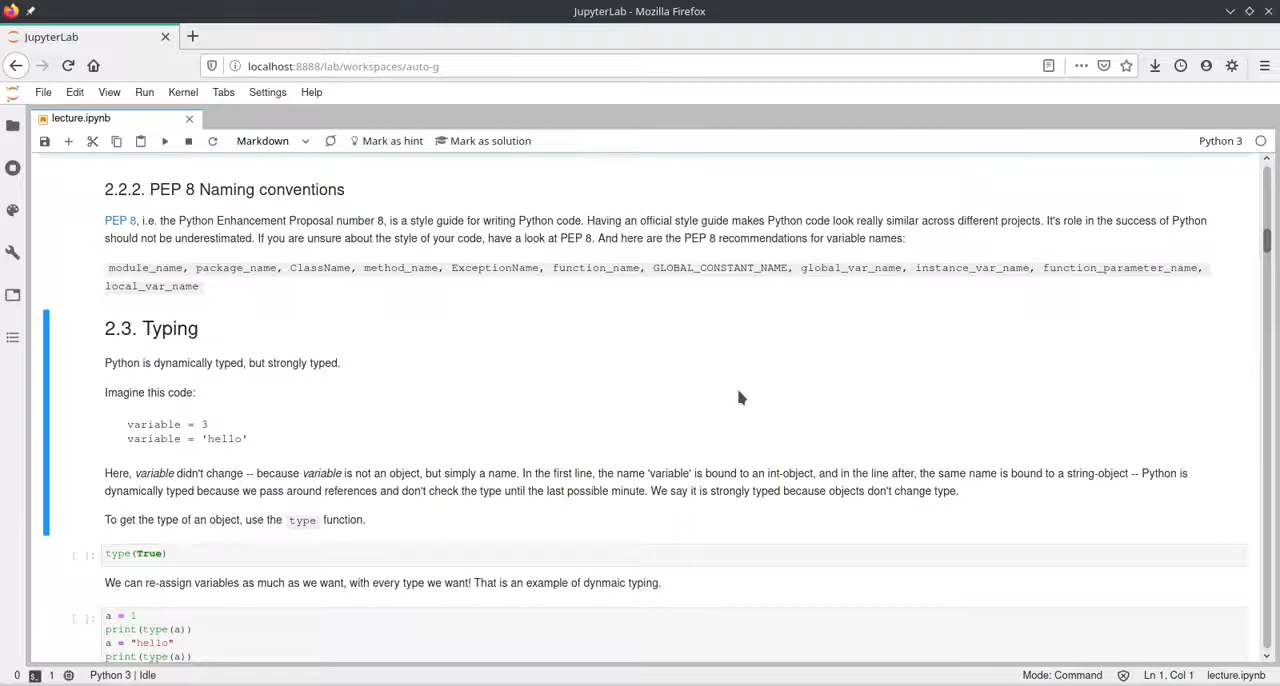 JupyterLab - Mozilla Firefox
JupyterLab
localhost:8888/lab/workspaces/auto-g
File Edit View Run Kernel Tabs Settings Help
lecture.ipynb
Markdown Mark as hint Mark as solution Python 3
2.2.2. PEP 8 Naming conventions
PEP 8, i.e. the Python Enhancement Proposal number 8, is a style guide for writing Python code. Having an official style guide makes Python code look really similar across different projects. It's role in the success of Python
should not be underestimated. If you are unsure about the style of your code, have a look at PEP 8. And here are the PEP 8 recommendations for variable names:
module_name, package_name, ClassName, method_name, ExceptionName, function_name, GLOBAL_CONSTANT_NAME, global_var_name, instance_var_name, function_parameter_name,
local_var_name
2.3. Typing
Python is dynamically typed, but strongly typed.
Imagine this code:
variable = 3
variable = 'hello'
Here, variable didn't change -- because variable is not an object, but simply a name. In the first line, the name 'variable' is bound to an int-object, and in the line after, the same name is bound to a string-object -- Python is
dynamically typed because we pass around references and don't check the type until the last possible minute. We say it is strongly typed because objects don't change type.
To get the type of an object, use the type function.
[ ]: type(True)
We can re-assign variables as much as we want, with every type we want! That is an example of dynmaic typing.
[ ]: a = 1
print(type(a))
a = "hello"
print(type(a))
0 1 Python 3 | Idle Mode: Command Ln 1, Col 1 lecture.ipynb